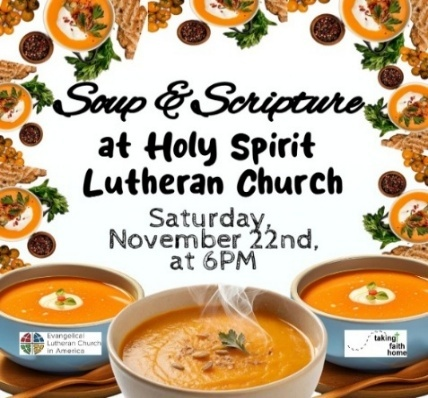 Soup & Scripture
at Holy Spirit
Lutheran Church
Saturday,
November 22nd,
at 6PM
Evangelical
Lutheran Church
in America
taking
faith
home